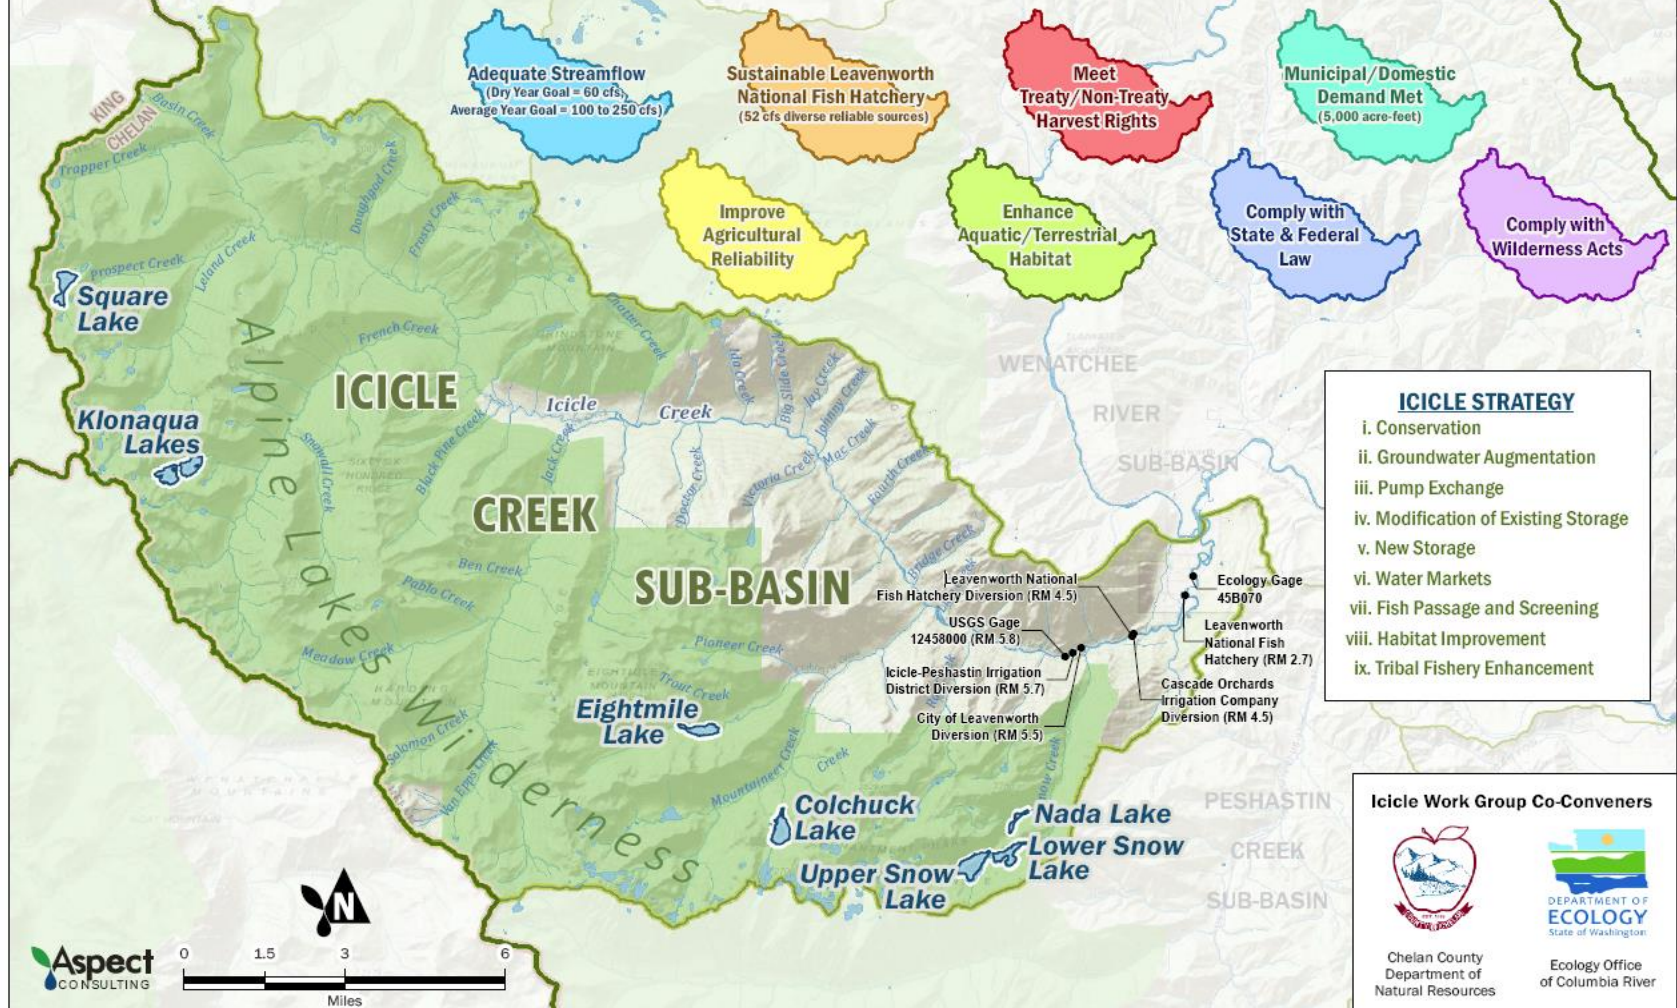 Adequate Streamflow
(Dry Year Goal = 60 cfs,
Average Year Goal = 100 to 250 cfs)
Sustainable Leavenworth
National Fish Hatchery
(52 cfs diverse reliable sources)
Meet
Treaty/Non-Treaty
Harvest Rights
Municipal/Domestic
Demand Met
(5,000 acre-feet)
Improve
Agricultural
Reliability
Enhance
Aquatic/Terrestrial
Habitat
Comply with
State & Federal
Law
Comply with
Wilderness Acts
KING
CHELAN
Basin Creek
Trapper Creek
Doughgod Creek
Frosty Creek
Prospect Creek
Leland Creek
Square
Lake
French Creek
Chatter Creek
Ida Creek
Big Slide Creek
Jay Creek
Johnny Creek
WENATCHEE
RIVER
SUB-BASIN
ICICLE
CREEK
SUB-BASIN
Icicle Creek
Klonaqua
Lakes
Snowall Creek
Black Pine Creek
Jack Creek
Doctor Creek
Victoria Creek
Mac Creek
Fourth Creek
Bridge Creek
Alpine Lakes Wilderness
Ben Creek
Pablo Creek
Meadow Creek
Pioneer Creek
Trout Creek
Solomon Creek
Van Epps Creek
Mountaineer Creek
Creek
Eightmile
Lake
Colchuck
Lake
Upper Snow
Lake
Nada Lake
Lower Snow
Lake
Leavenworth National
Fish Hatchery Diversion (RM 4.5)
USGS Gage
12458000 (RM 5.8)
Icicle-Peshastin Irrigation
District Diversion (RM 5.7)
City of Leavenworth
Diversion (RM 5.5)
Ecology Gage
45B070
Leavenworth
National Fish
Hatchery (RM 2.7)
Cascade Orchards
Irrigation Company
Diversion (RM 4.5)
PESHASTIN
CREEK
SUB-BASIN
ICICLE STRATEGY
i. Conservation
ii. Groundwater Augmentation
iii. Pump Exchange
iv. Modification of Existing Storage
v. New Storage
vi. Water Markets
vii. Fish Passage and Screening
viii. Habitat Improvement
ix. Tribal Fishery Enhancement
Icicle Work Group Co-Conveners
Chelan County
Department of
Natural Resources
DEPARTMENT OF
ECOLOGY
State of Washington
Ecology Office
of Columbia River
N
Aspect
CONSULTING
0 1.5 3 6
Miles